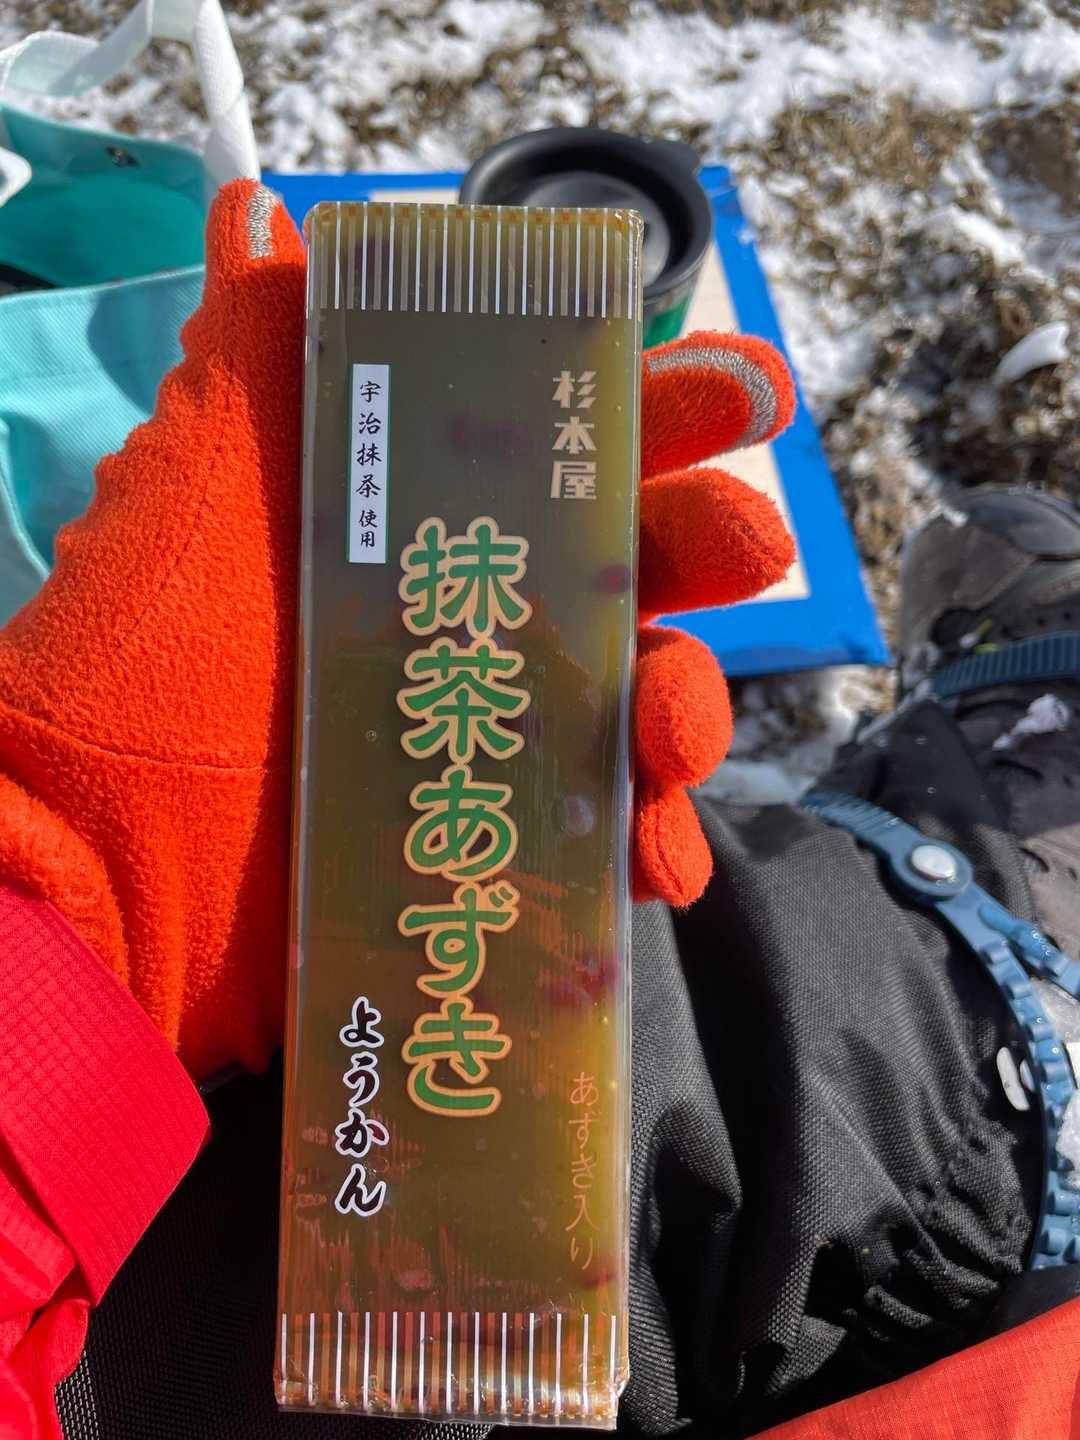 杉本屋
宇治抹茶使用
抹茶あずき
ようかん
あずき入り